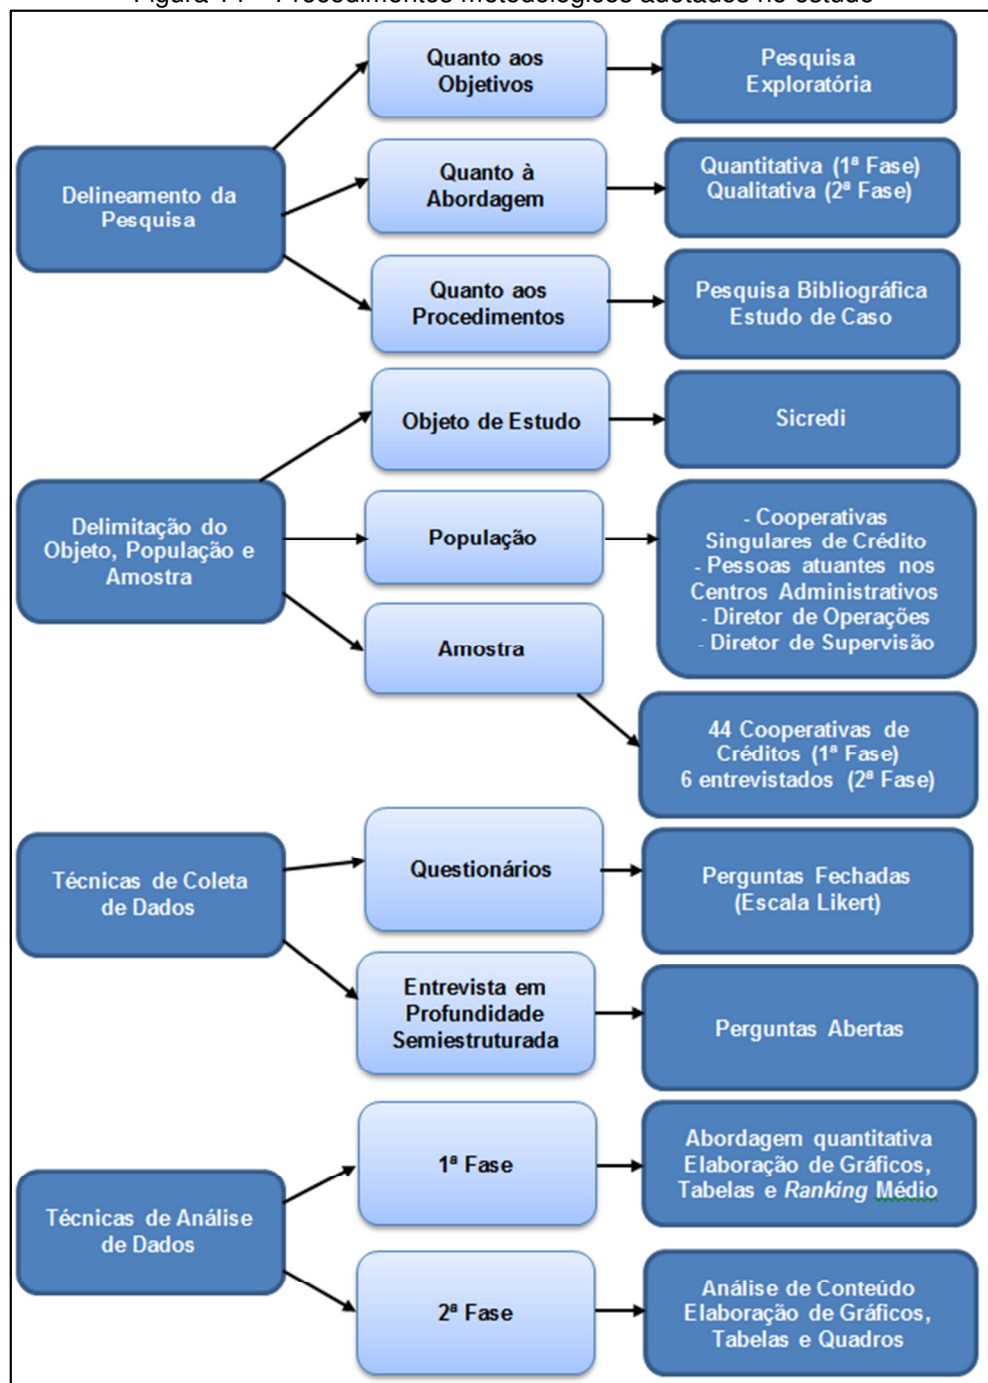 Procedimentos metodológicos adotados no estudo
Quanto aos
Objetivos
Pesquisa
Exploratória
Delineamento da
Pesquisa
Quanto à
Abordagem
Quantitativa (1ª Fase)
Qualitativa (2ª Fase)
Quanto aos
Procedimentos
Pesquisa Bibliográfica
Estudo de Caso
Objeto de Estudo
Sicredi
Delimitação do
Objeto, População e
Amostra
População
- Cooperativas
Singulares de Crédito
- Pessoas atuantes nos
Centros Administrativos
- Diretor de Operações
- Diretor de Supervisão
Amostra
44 Cooperativas de
Créditos (1ª Fase)
6 entrevistados (2ª Fase)
Técnicas de Coleta
de Dados
Questionários
Perguntas Fechadas
(Escala Likert)
Entrevista em
Profundidade
Semiestruturada
Perguntas Abertas
Técnicas de Análise
de Dados
1ª Fase
Abordagem quantitativa
Elaboração de Gráficos,
Tabelas e Ranking Médio
2ª Fase
Análise de Conteúdo
Elaboração de Gráficos,
Tabelas e Quadros